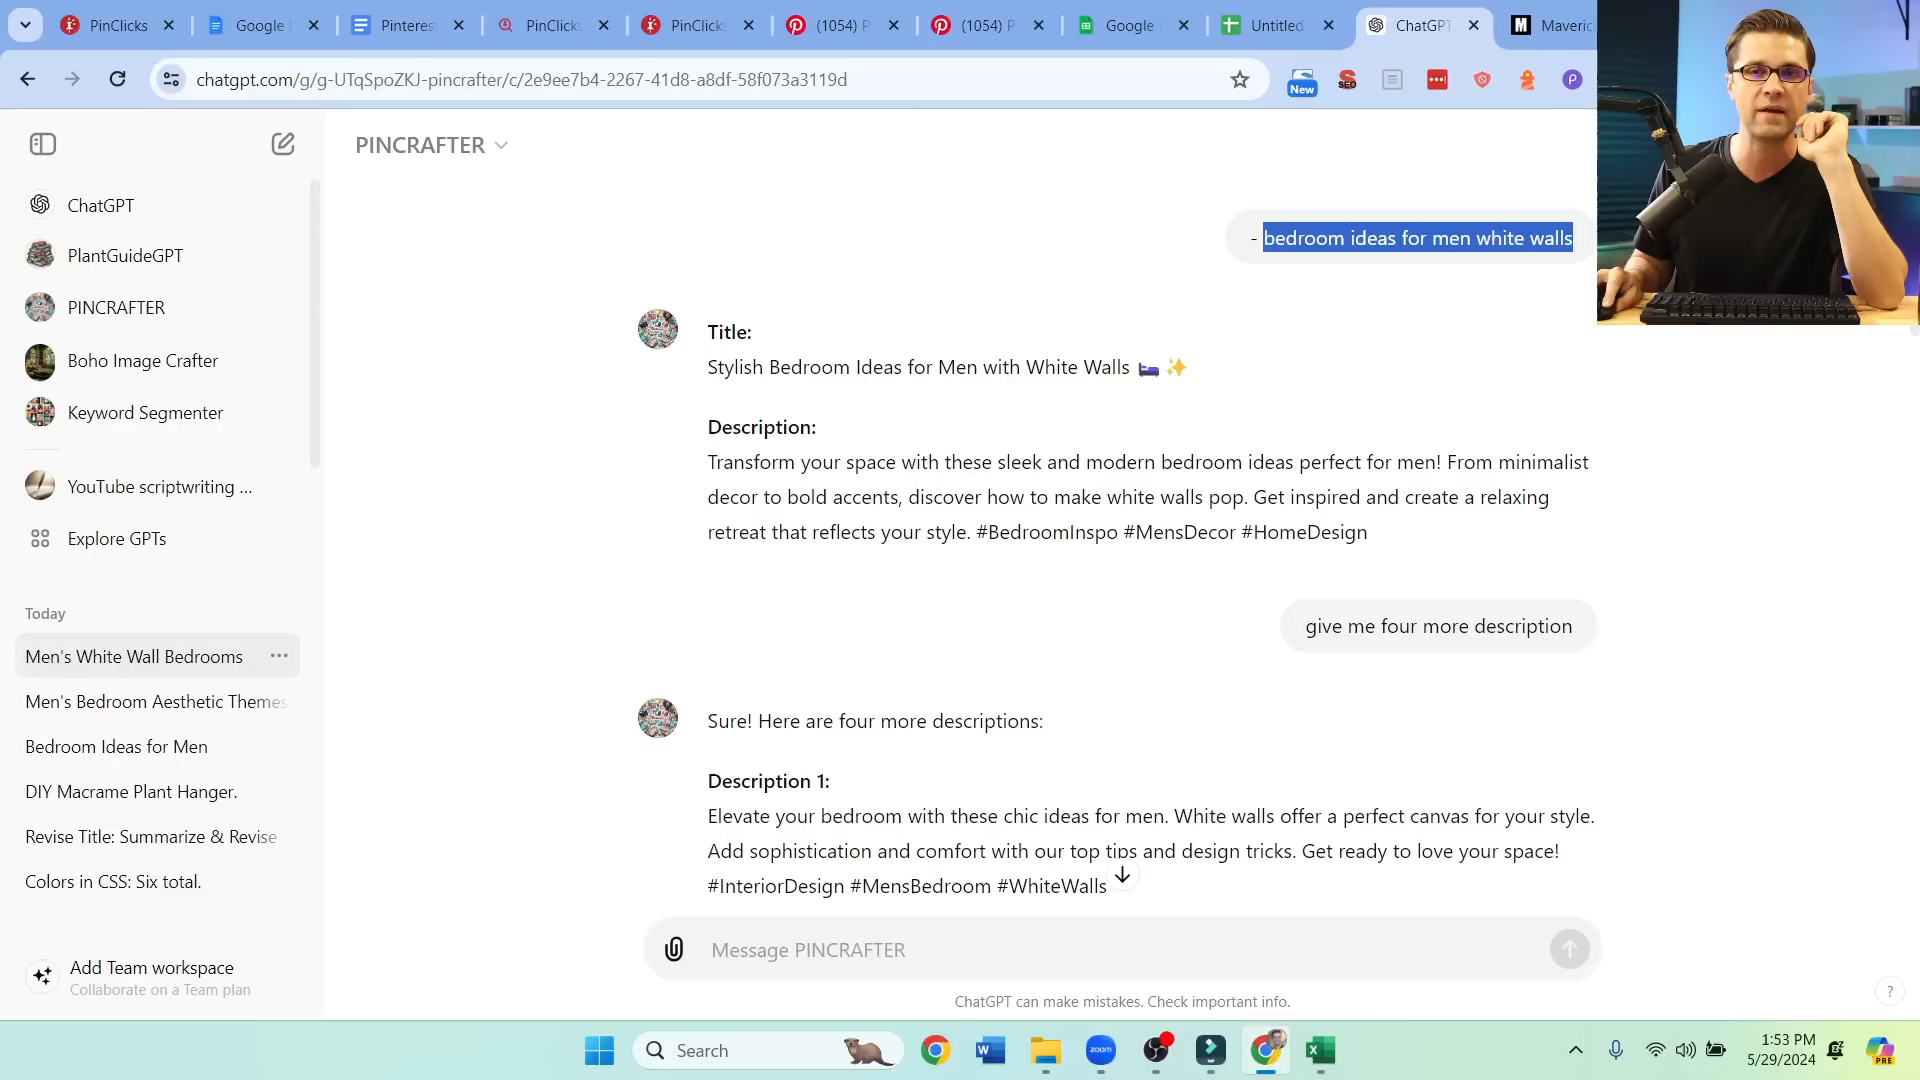 PinClicks
Google
Pinteres
PinClicks
PinClicks
(1054) P
(1054) P
Google
Untitled
ChatGPT
M
Maveric
chatgpt.com/g/g-UTqSpoZKJ-pincrafter/c/2e9ee7b4-2267-41d8-a8df-58f073a3119d
New
SEO
P
PINCRAFTER
ChatGPT
PlantGuideGPT
PINCRAFTER
Boho Image Crafter
Keyword Segmenter
YouTube scriptwriting ...
Explore GPTs
Today
Men's White Wall Bedrooms
Men's Bedroom Aesthetic Themes
Bedroom Ideas for Men
DIY Macrame Plant Hanger.
Revise Title: Summarize & Revise
Colors in CSS: Six total.
Add Team workspace
Collaborate on a Team plan
- bedroom ideas for men white walls
Title:
Stylish Bedroom Ideas for Men with White Walls 🛏️ ✨
Description:
Transform your space with these sleek and modern bedroom ideas perfect for men! From minimalist
decor to bold accents, discover how to make white walls pop. Get inspired and create a relaxing
retreat that reflects your style. #BedroomInspo #MensDecor #HomeDesign
give me four more description
Sure! Here are four more descriptions:
Description 1:
Elevate your bedroom with these chic ideas for men. White walls offer a perfect canvas for your style.
Add sophistication and comfort with our top tips and design tricks. Get ready to love your space!
#InteriorDesign #MensBedroom #WhiteWalls
Message PINCRAFTER
ChatGPT can make mistakes. Check important info.
?
Search
W
zoom
X
1:53 PM
5/29/2024
PRE